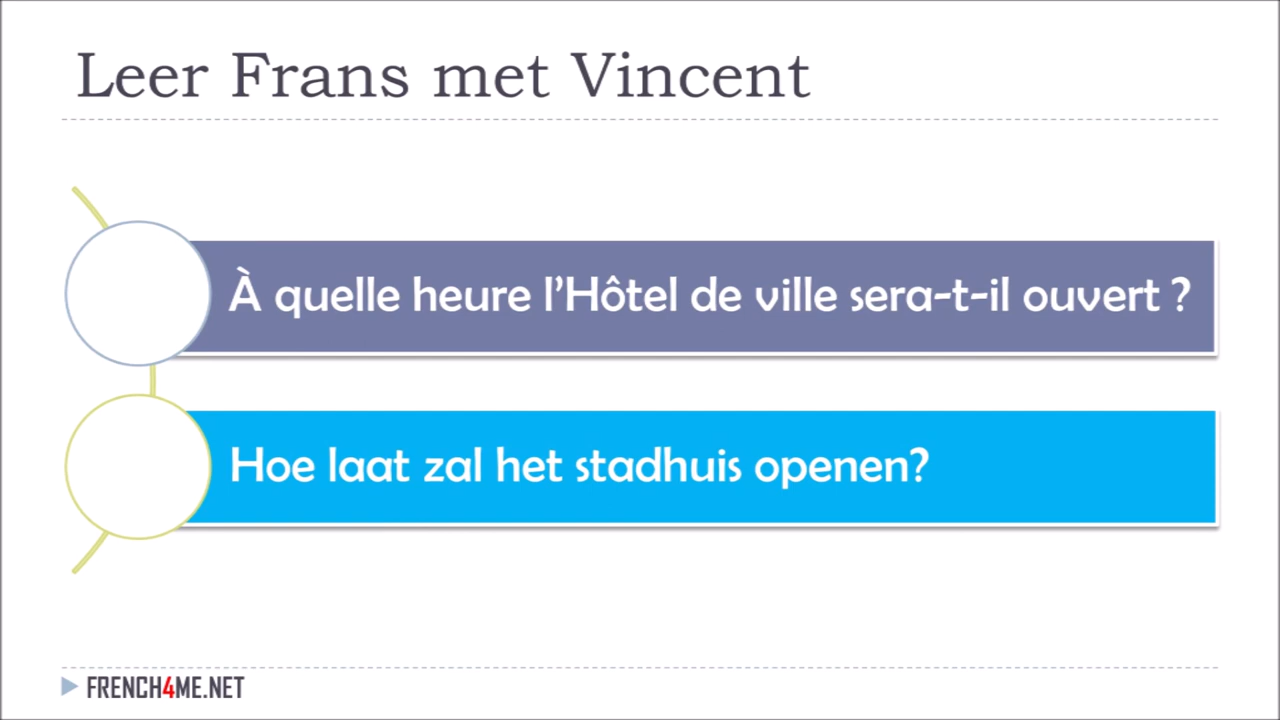 Leer Frans met Vincent
À quelle heure l’Hôtel de ville sera-t-il ouvert ?
Hoe laat zal het stadhuis openen?
FRENCH4ME.NET